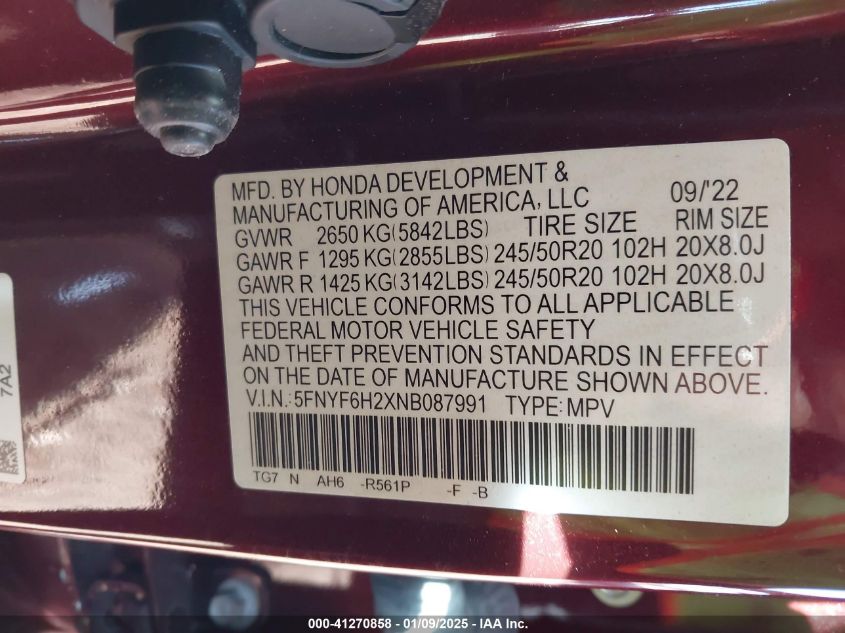 MFD. BY HONDA DEVELOPMENT &
MANUFACTURING OF AMERICA, LLC 09/'22
GVWR 2650 KG(5842LBS) TIRE SIZE RIM SIZE
GAWR F 1295 KG(2855LBS) 245/50R20 102H 20X8.0J
GAWR R 1425 KG(3142LBS) 245/50R20 102H 20X8.0J
THIS VEHICLE CONFORMS TO ALL APPLICABLE
FEDERAL MOTOR VEHICLE SAFETY
AND THEFT PREVENTION STANDARDS IN EFFECT
ON THE DATE OF MANUFACTURE SHOWN ABOVE.
V.I.N.: 5FNYF6H2XNB087991 TYPE: MPV
TG7 N AH6 -R561P -F -B
7A2
000-41270858 - 01/09/2025 - IAA Inc.